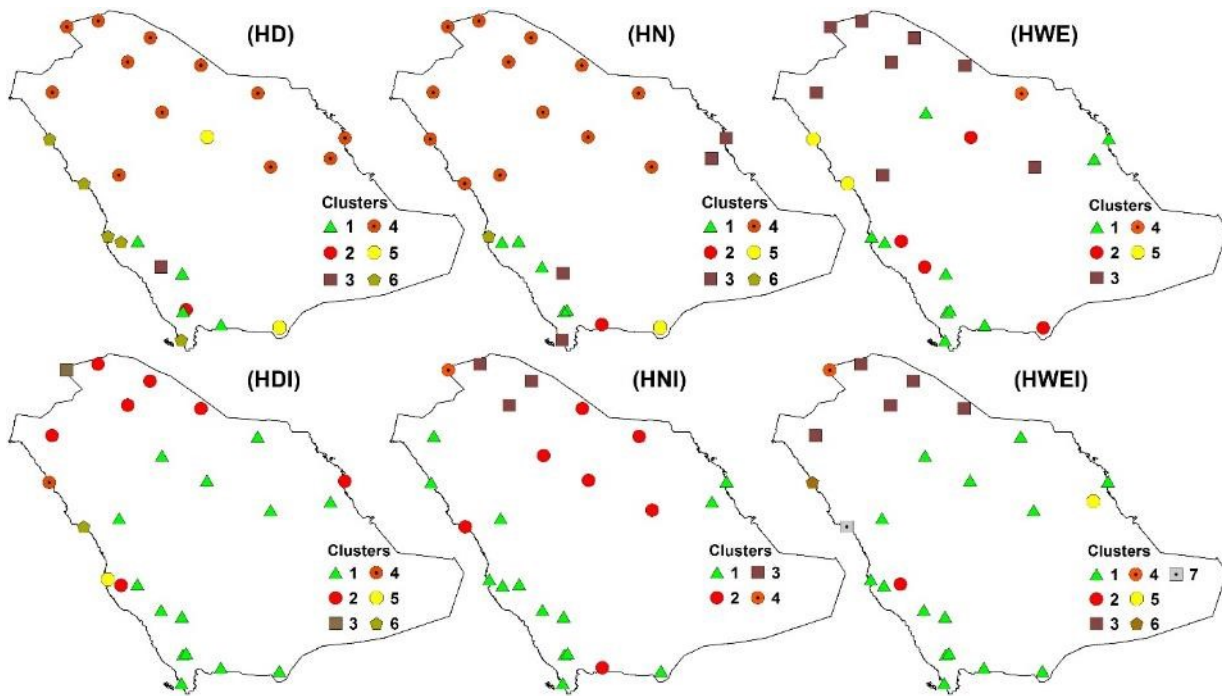 (HD)
Clusters
1 4
2 5
3 6
(HN)
Clusters
1 4
2 5
3 6
(HWE)
Clusters
1 4
2 5
3
(HDI)
Clusters
1 4
2 5
3 6
(HNI)
Clusters
1 3
2 4
(HWEI)
Clusters
1 4 7
2 5
3 6